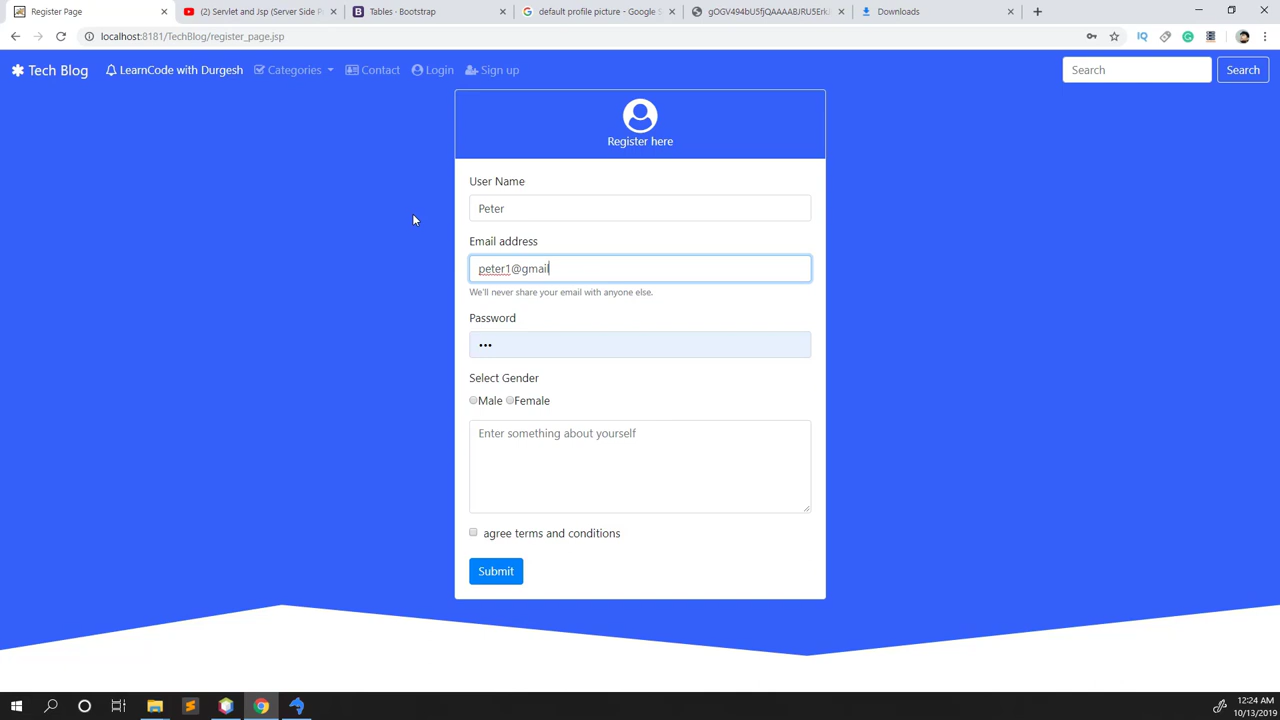 Register Page
(2) Servlet and Jsp (Server Side P
Tables · Bootstrap
default profile picture - Google S
gOGV494bU5fjQAAAABJRU5ErkJ
Downloads
localhost:8181/TechBlog/register_page.jsp
Tech Blog
LearnCode with Durgesh
Categories
Contact
Login
Sign up
Search
Search
Register here
User Name
Peter
Email address
peter1@gmail
We'll never share your email with anyone else.
Password
•••
Select Gender
Male
Female
Enter something about yourself
agree terms and conditions
Submit
12:24 AM
10/13/2019